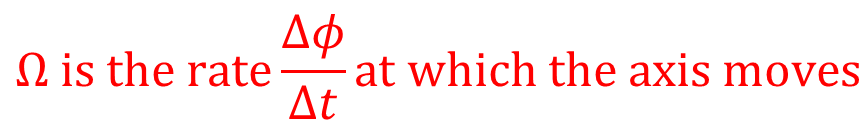 Ω is the rate Δϕ/Δt at which the axis moves